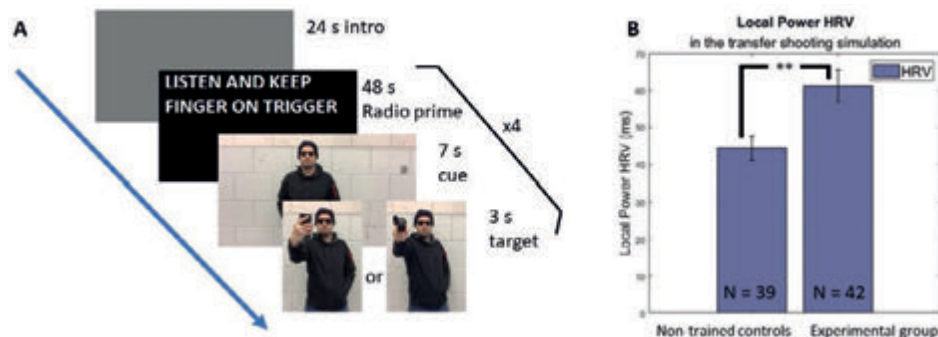 A
24 s intro
LISTEN AND KEEP
FINGER ON TRIGGER
48 s
Radio prime
x4
7 s
cue
3 s
target
or
B
Local Power HRV
in the transfer shooting simulation
**
HRV
Local Power HRV (ms)
70
60
50
40
30
20
10
0
N = 39
N = 42
Non-trained controls
Experimental group